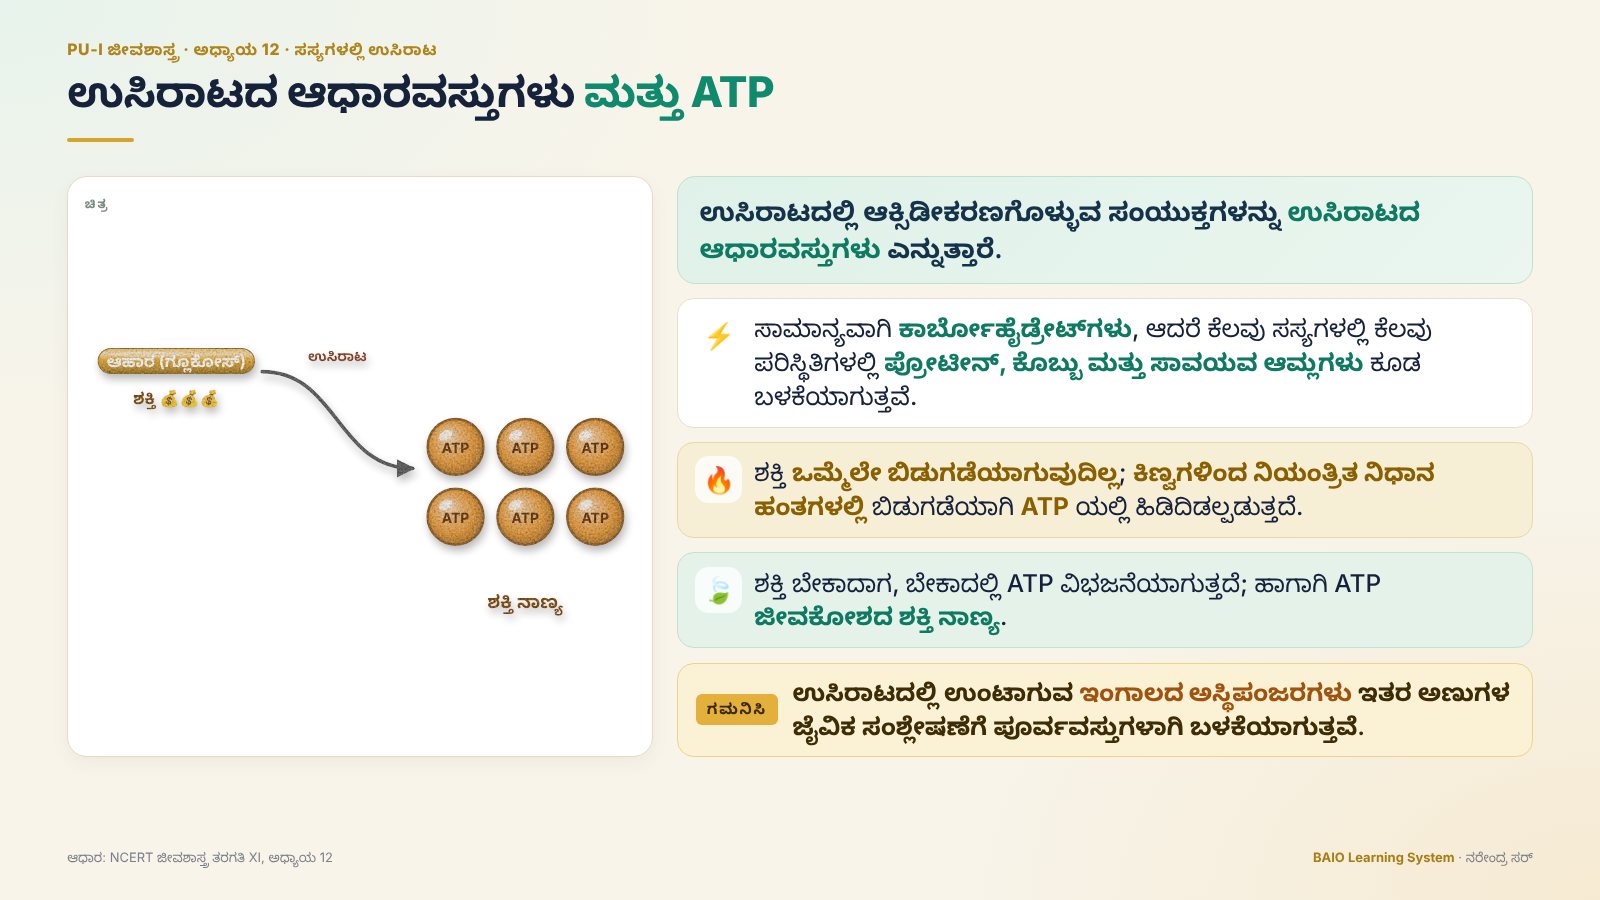 PU-I ಜೀವಶಾಸ್ತ್ರ · ಅಧ್ಯಾಯ 12 · ಸಸ್ಯಗಳಲ್ಲಿ ಉಸಿರಾಟ
ಉಸಿರಾಟದ ಆಧಾರವಸ್ತುಗಳು ಮತ್ತು ATP
ಚಿತ್ರ
ಆಹಾರ (ಗ್ಲೂಕೋಸ್)
ಉಸಿರಾಟ
ಶಕ್ತಿ 💰💰💰
ATP ATP ATP
ATP ATP ATP
ಶಕ್ತಿ ನಾಣ್ಯ
ಉಸಿರಾಟದಲ್ಲಿ ಆಕ್ಸಿಡೀಕರಣಗೊಳ್ಳುವ ಸಂಯುಕ್ತಗಳನ್ನು ಉಸಿರಾಟದ
ಆಧಾರವಸ್ತುಗಳು ಎನ್ನುತ್ತಾರೆ.
ಸಾಮಾನ್ಯವಾಗಿ ಕಾರ್ಬೋಹೈಡ್ರೇಟ್‌ಗಳು, ಆದರೆ ಕೆಲವು ಸಸ್ಯಗಳಲ್ಲಿ ಕೆಲವು
ಪರಿಸ್ಥಿತಿಗಳಲ್ಲಿ ಪ್ರೋಟೀನ್, ಕೊಬ್ಬು ಮತ್ತು ಸಾವಯವ ಆಮ್ಲಗಳು ಕೂಡ
ಬಳಕೆಯಾಗುತ್ತವೆ.
ಶಕ್ತಿ ಒಮ್ಮೆಲೇ ಬಿಡುಗಡೆಯಾಗುವುದಿಲ್ಲ; ಕಿಣ್ವಗಳಿಂದ ನಿಯಂತ್ರಿತ ನಿಧಾನ
ಹಂತಗಳಲ್ಲಿ ಬಿಡುಗಡೆಯಾಗಿ ATP ಯಲ್ಲಿ ಹಿಡಿದಿಡಲ್ಪಡುತ್ತದೆ.
ಶಕ್ತಿ ಬೇಕಾದಾಗ, ಬೇಕಾದಲ್ಲಿ ATP ವಿಭಜನೆಯಾಗುತ್ತದೆ; ಹಾಗಾಗಿ ATP
ಜೀವಕೋಶದ ಶಕ್ತಿ ನಾಣ್ಯ.
ಗಮನಿಸಿ
ಉಸಿರಾಟದಲ್ಲಿ ಉಂಟಾಗುವ ಇಂಗಾಲದ ಅಸ್ಥಿಪಂಜರಗಳು ಇತರ ಅಣುಗಳ
ಜೈವಿಕ ಸಂಶ್ಲೇಷಣೆಗೆ ಪೂರ್ವವಸ್ತುಗಳಾಗಿ ಬಳಕೆಯಾಗುತ್ತವೆ.
ಆಧಾರ: NCERT ಜೀವಶಾಸ್ತ್ರ ತರಗತಿ XI, ಅಧ್ಯಾಯ 12
BAIO Learning System · ನರೇಂದ್ರ ಸರ್